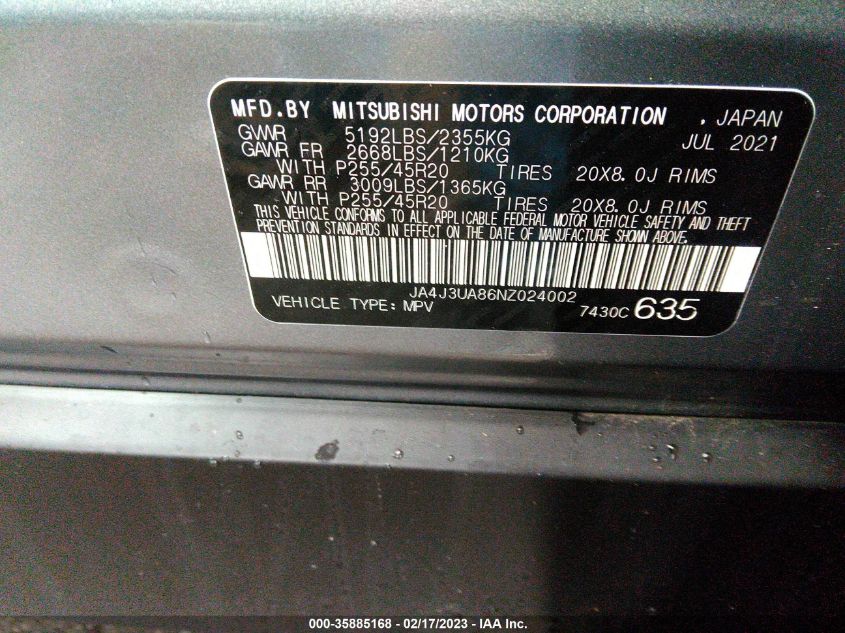 MFD.BY MITSUBISHI MOTORS CORPORATION , JAPAN
GVWR 5192LBS/2355KG JUL 2021
GAWR FR 2668LBS/1210KG
WITH P255/45R20 TIRES 20X8.0J RIMS
GAWR RR 3009LBS/1365KG
WITH P255/45R20 TIRES 20X8.0J RIMS
THIS VEHICLE CONFORMS TO ALL APPLICABLE FEDERAL MOTOR VEHICLE SAFETY AND THEFT
PREVENTION STANDARDS IN EFFECT ON THE DATE OF MANUFACTURE SHOWN ABOVE.
JA4J3UA86NZ024002
VEHICLE TYPE: MPV 7430C 635
000-35885168 - 02/17/2023 - IAA Inc.